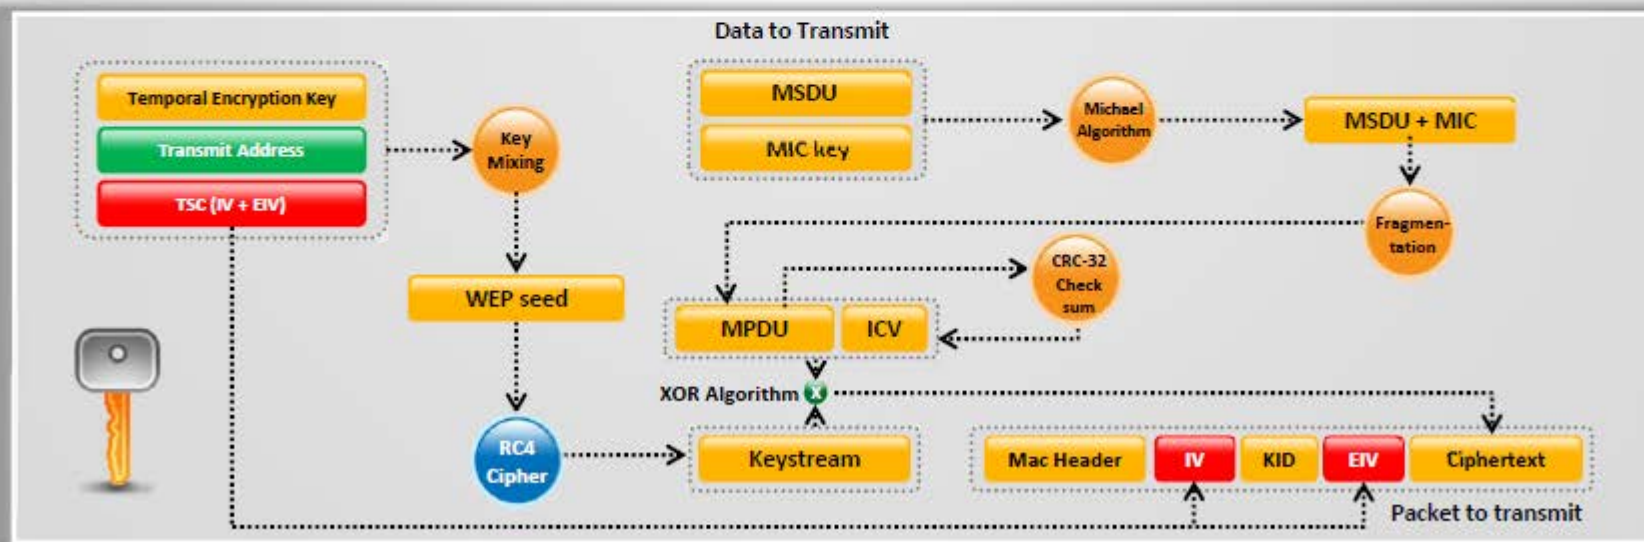 Data to Transmit
Temporal Encryption Key
Transmit Address
TSC (IV + EIV)
Key
Mixing
MSDU
MIC key
Michael
Algorithm
MSDU + MIC
Fragmen-
tation
WEP seed
CRC-32
Check
sum
MPDU
ICV
XOR Algorithm
X
RC4
Cipher
Keystream
Mac Header
IV
KID
EIV
Ciphertext
Packet to transmit